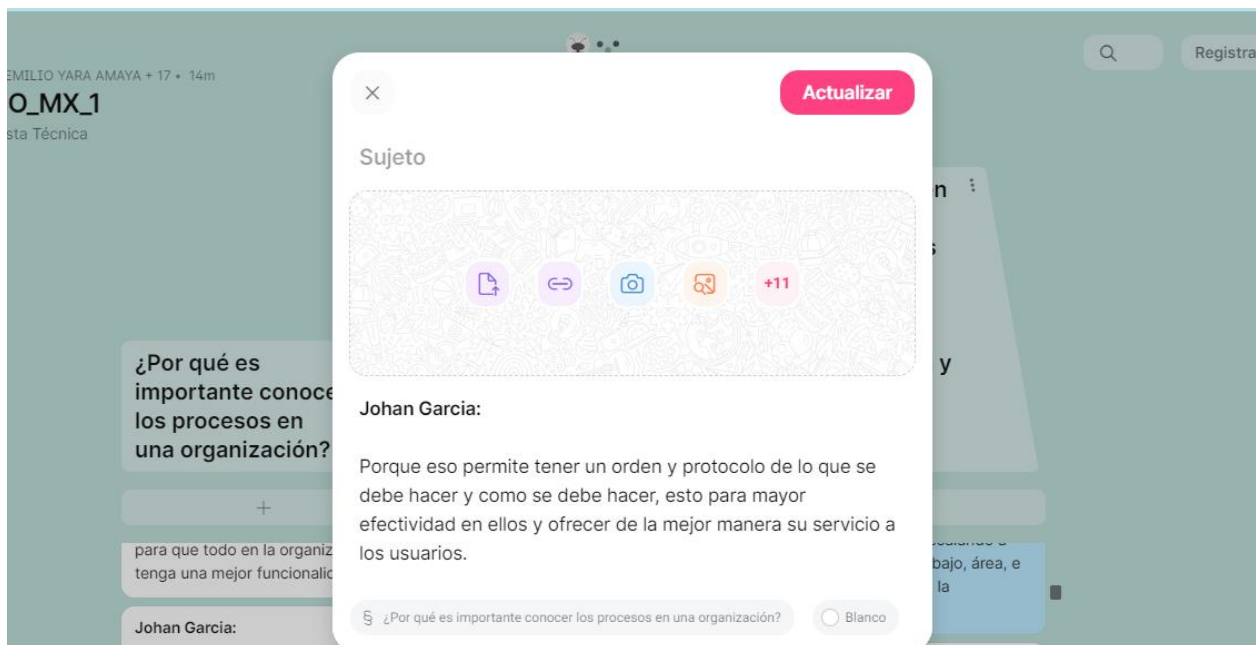 EMILIO YARA AMAYA + 17 • 14m
O_MX_1
sta Técnica
Registra
Actualizar
Sujeto
+11
n
s
y
¿Por qué es
importante conoce
los procesos en
una organización?
Johan Garcia:
Porque eso permite tener un orden y protocolo de lo que se
debe hacer y como se debe hacer, esto para mayor
efectividad en ellos y ofrecer de la mejor manera su servicio a
los usuarios.
§ ¿Por qué es importante conocer los procesos en una organización?
Blanco
+
para que todo en la organiz
tenga una mejor funcionalic
Johan Garcia:
bajo, área, e
la